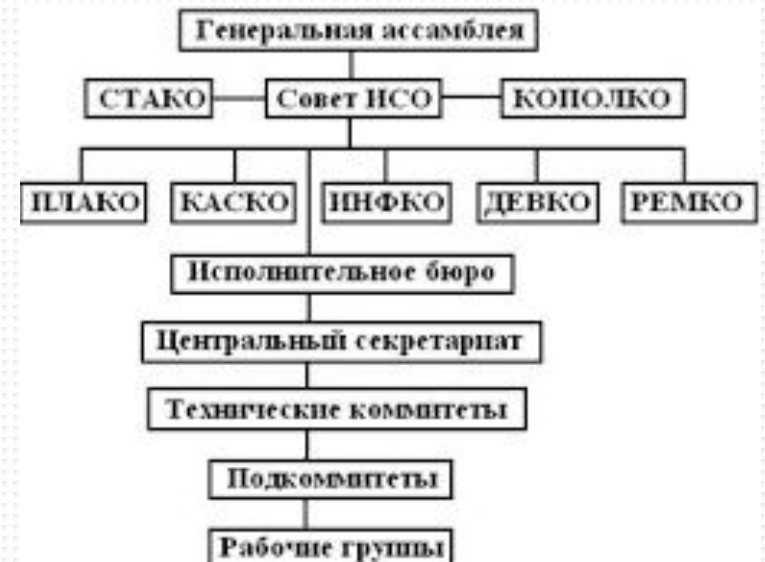 Генеральная ассамблея
СТАКО Совет ИСО КОПОЛКО
ПЛАКО КАСКО ИНФКО ДЕВКО РЕМКО
Исполнительное бюро
Центральный секретариат
Технические коммитеты
Подкоммитеты
Рабочие группы